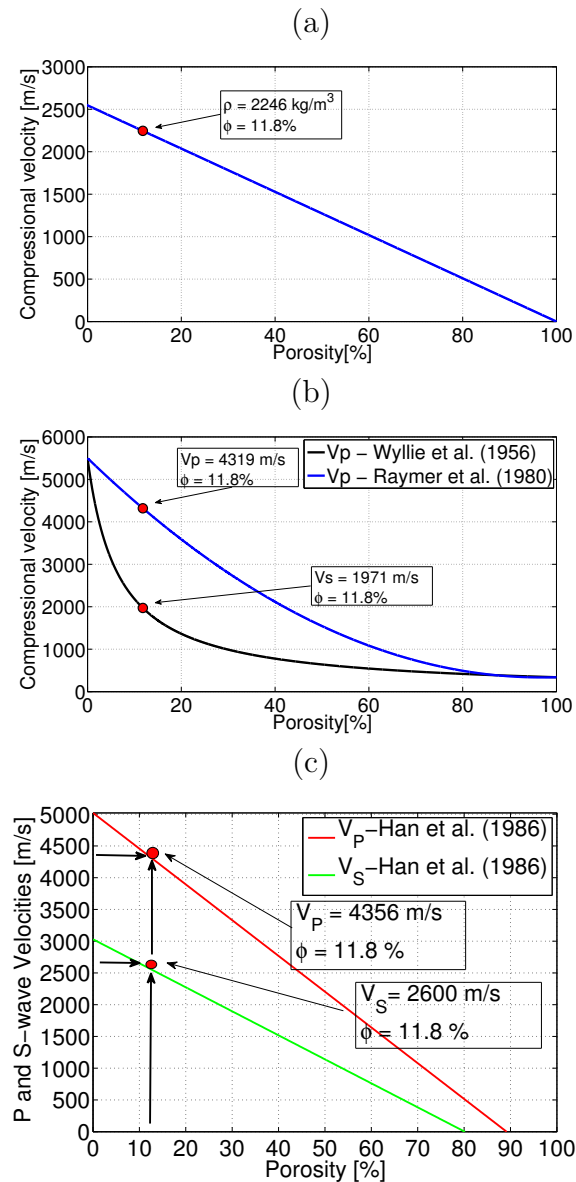 (a)
3000
2500
2000
1500
1000
500
0
Compressional velocity [m/s]
ρ = 2246 kg/m³
ϕ = 11.8%
0 20 40 60 80 100
Porosity[%]
(b)
6000
5000
4000
3000
2000
1000
0
Compressional velocity [m/s]
Vp = 4319 m/s
ϕ = 11.8%
Vp – Wyllie et al. (1956)
Vp – Raymer et al. (1980)
Vs = 1971 m/s
ϕ = 11.8%
0 20 40 60 80 100
Porosity[%]
(c)
5000
4500
4000
3500
3000
2500
2000
1500
1000
500
0
P and S–wave Velocities [m/s]
V_P–Han et al. (1986)
V_S–Han et al. (1986)
V_P = 4356 m/s
ϕ = 11.8 %
V_S= 2600 m/s
ϕ = 11.8 %
0 10 20 30 40 50 60 70 80 90 100
Porosity [%]